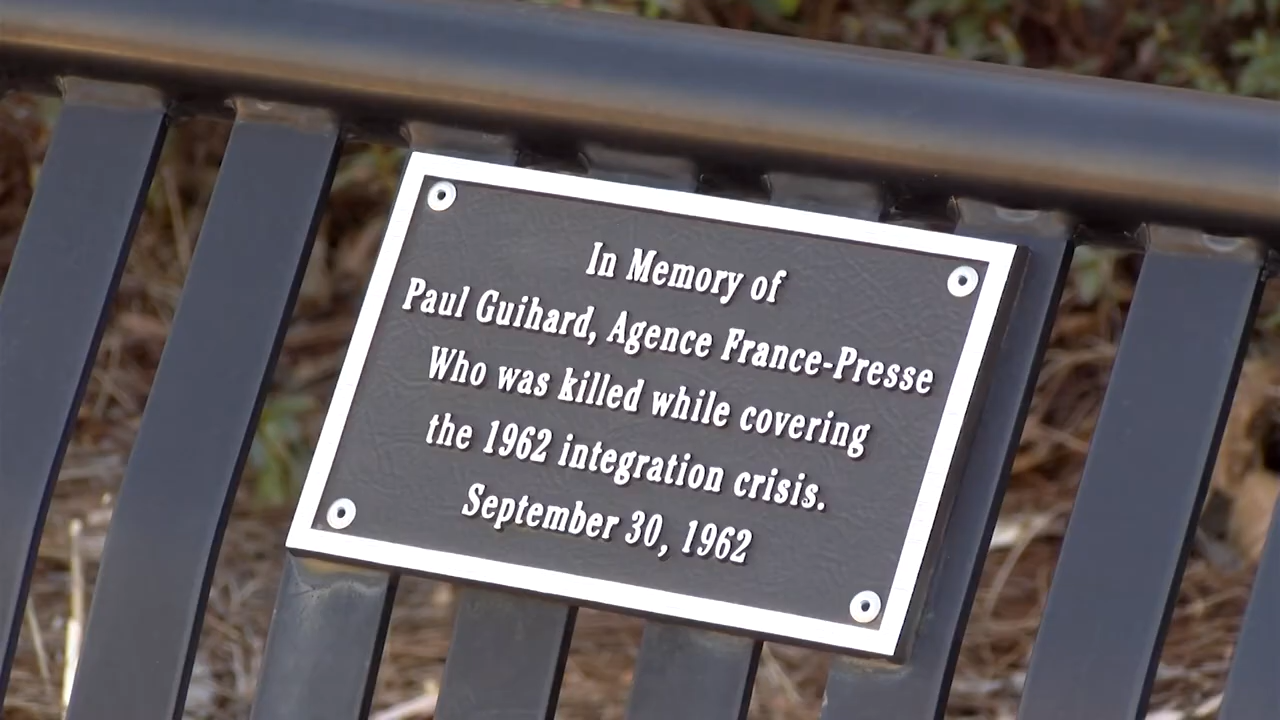 In Memory of
Paul Guihard, Agence France-Presse
Who was killed while covering
the 1962 integration crisis.
September 30, 1962